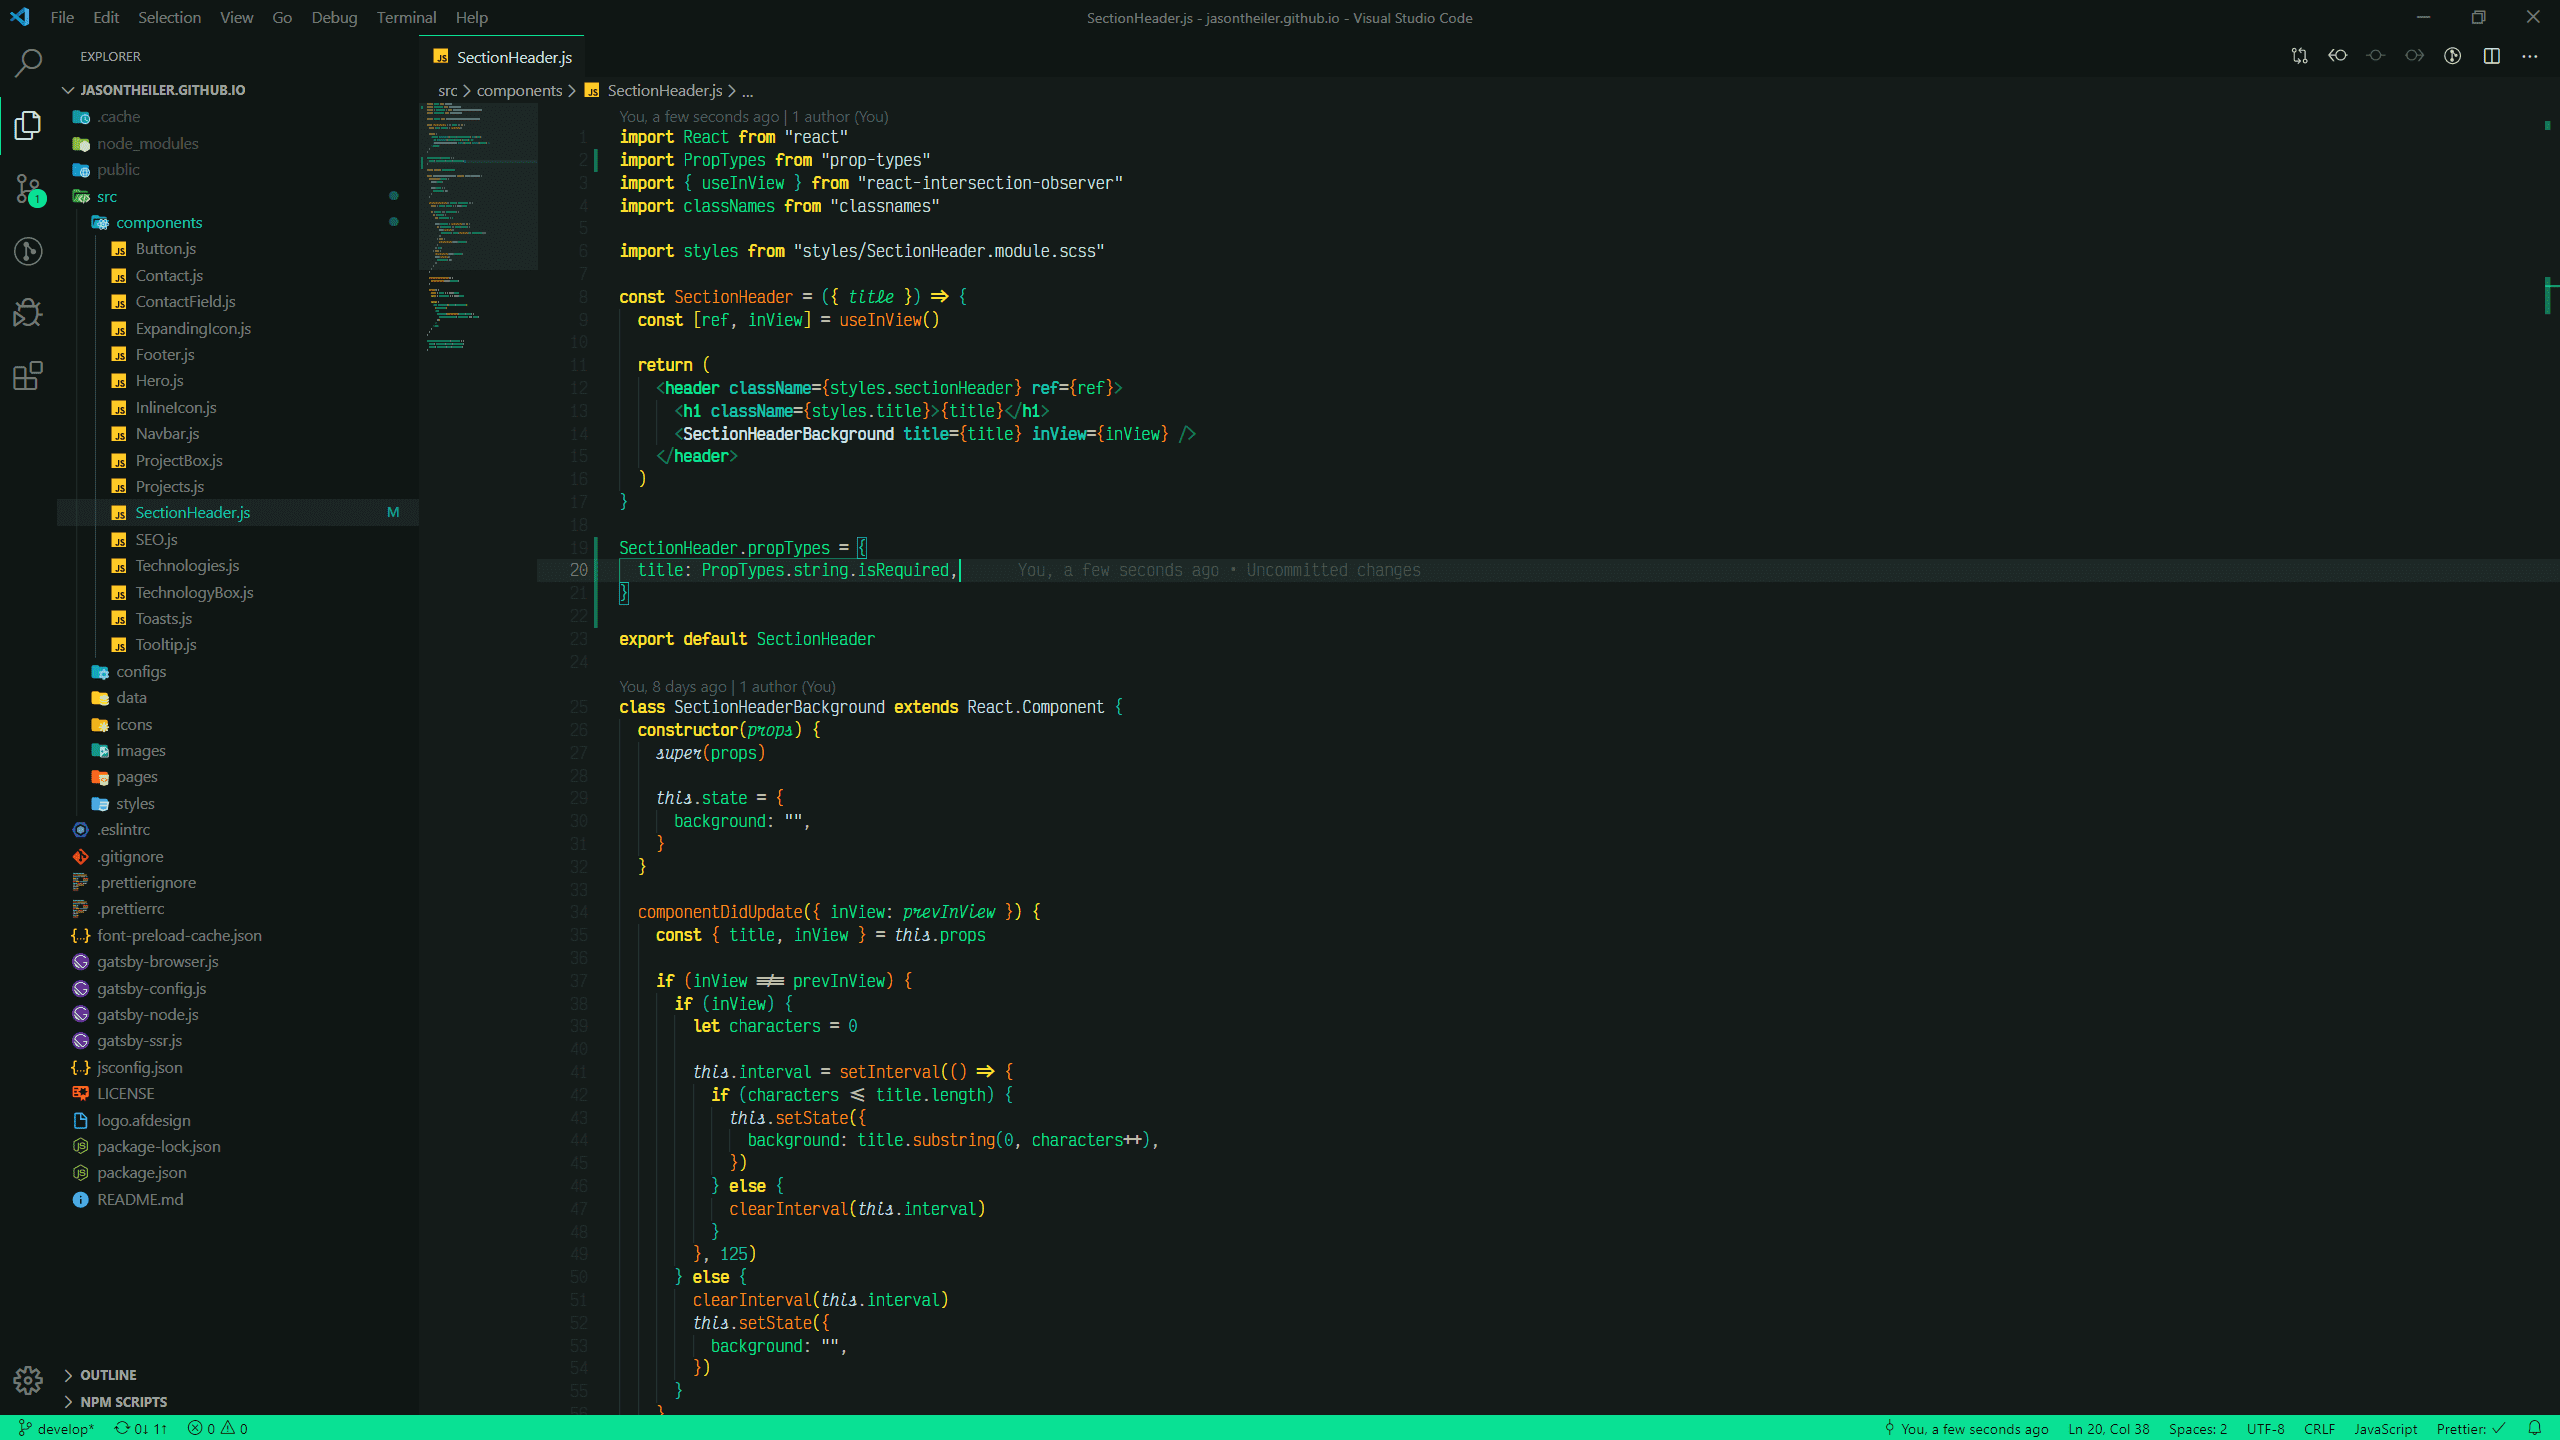 File Edit Selection View Go Debug Terminal Help
SectionHeader.js - jasontheiler.github.io - Visual Studio Code
EXPLORER
JASONTHEILER.GITHUB.IO
.cache
node_modules
public
src
components
Button.js
Contact.js
ContactField.js
ExpandingIcon.js
Footer.js
Hero.js
InlineIcon.js
Navbar.js
ProjectBox.js
Projects.js
SectionHeader.js M
SEO.js
Technologies.js
TechnologyBox.js
Toasts.js
Tooltip.js
configs
data
icons
images
pages
styles
.eslintrc
.gitignore
.prettierignore
.prettierrc
font-preload-cache.json
gatsby-browser.js
gatsby-config.js
gatsby-node.js
gatsby-ssr.js
jsconfig.json
LICENSE
logo.afdesign
package-lock.json
package.json
README.md
OUTLINE
NPM SCRIPTS
1
SectionHeader.js
src > components > SectionHeader.js > ...
You, a few seconds ago | 1 author (You)
1 import React from "react"
2 import PropTypes from "prop-types"
3 import { useInView } from "react-intersection-observer"
4 import classNames from "classnames"
5
6 import styles from "styles/SectionHeader.module.scss"
7
8 const SectionHeader = ({ title }) => {
9 const [ref, inView] = useInView()
10
11 return (
12 <header className={styles.sectionHeader} ref={ref}>
13 <h1 className={styles.title}>{title}</h1>
14 <SectionHeaderBackground title={title} inView={inView} />
15 </header>
16 )
17 }
18
19 SectionHeader.propTypes = {
20 title: PropTypes.string.isRequired, You, a few seconds ago • Uncommitted changes
21 }
22
23 export default SectionHeader
24
You, 8 days ago | 1 author (You)
25 class SectionHeaderBackground extends React.Component {
26 constructor(props) {
27 super(props)
28
29 this.state = {
30 background: "",
31 }
32 }
33
34 componentDidUpdate({ inView: prevInView }) {
35 const { title, inView } = this.props
36
37 if (inView !== prevInView) {
38 if (inView) {
39 let characters = 0
40
41 this.interval = setInterval(() => {
42 if (characters <= title.length) {
43 this.setState({
44 background: title.substring(0, characters++),
45 })
46 } else {
47 clearInterval(this.interval)
48 }
49 }, 125)
50 } else {
51 clearInterval(this.interval)
52 this.setState({
53 background: "",
54 })
55 }
56 }
develop* 0↓ 1↑ 0 0
You, a few seconds ago Ln 20, Col 38 Spaces: 2 UTF-8 CRLF JavaScript Prettier: ✓